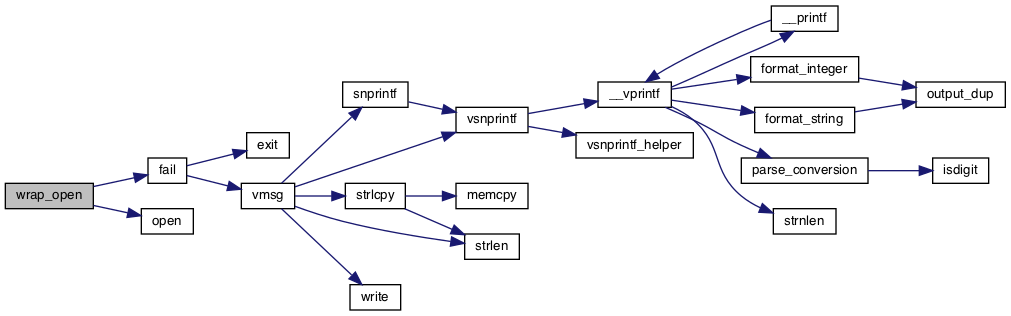 wrap_open
fail
open
exit
vmsg
snprintf
strlcpy
write
vsnprintf
memcpy
strlen
__vprintf
vsnprintf_helper
__printf
format_integer
format_string
parse_conversion
strnlen
output_dup
isdigit